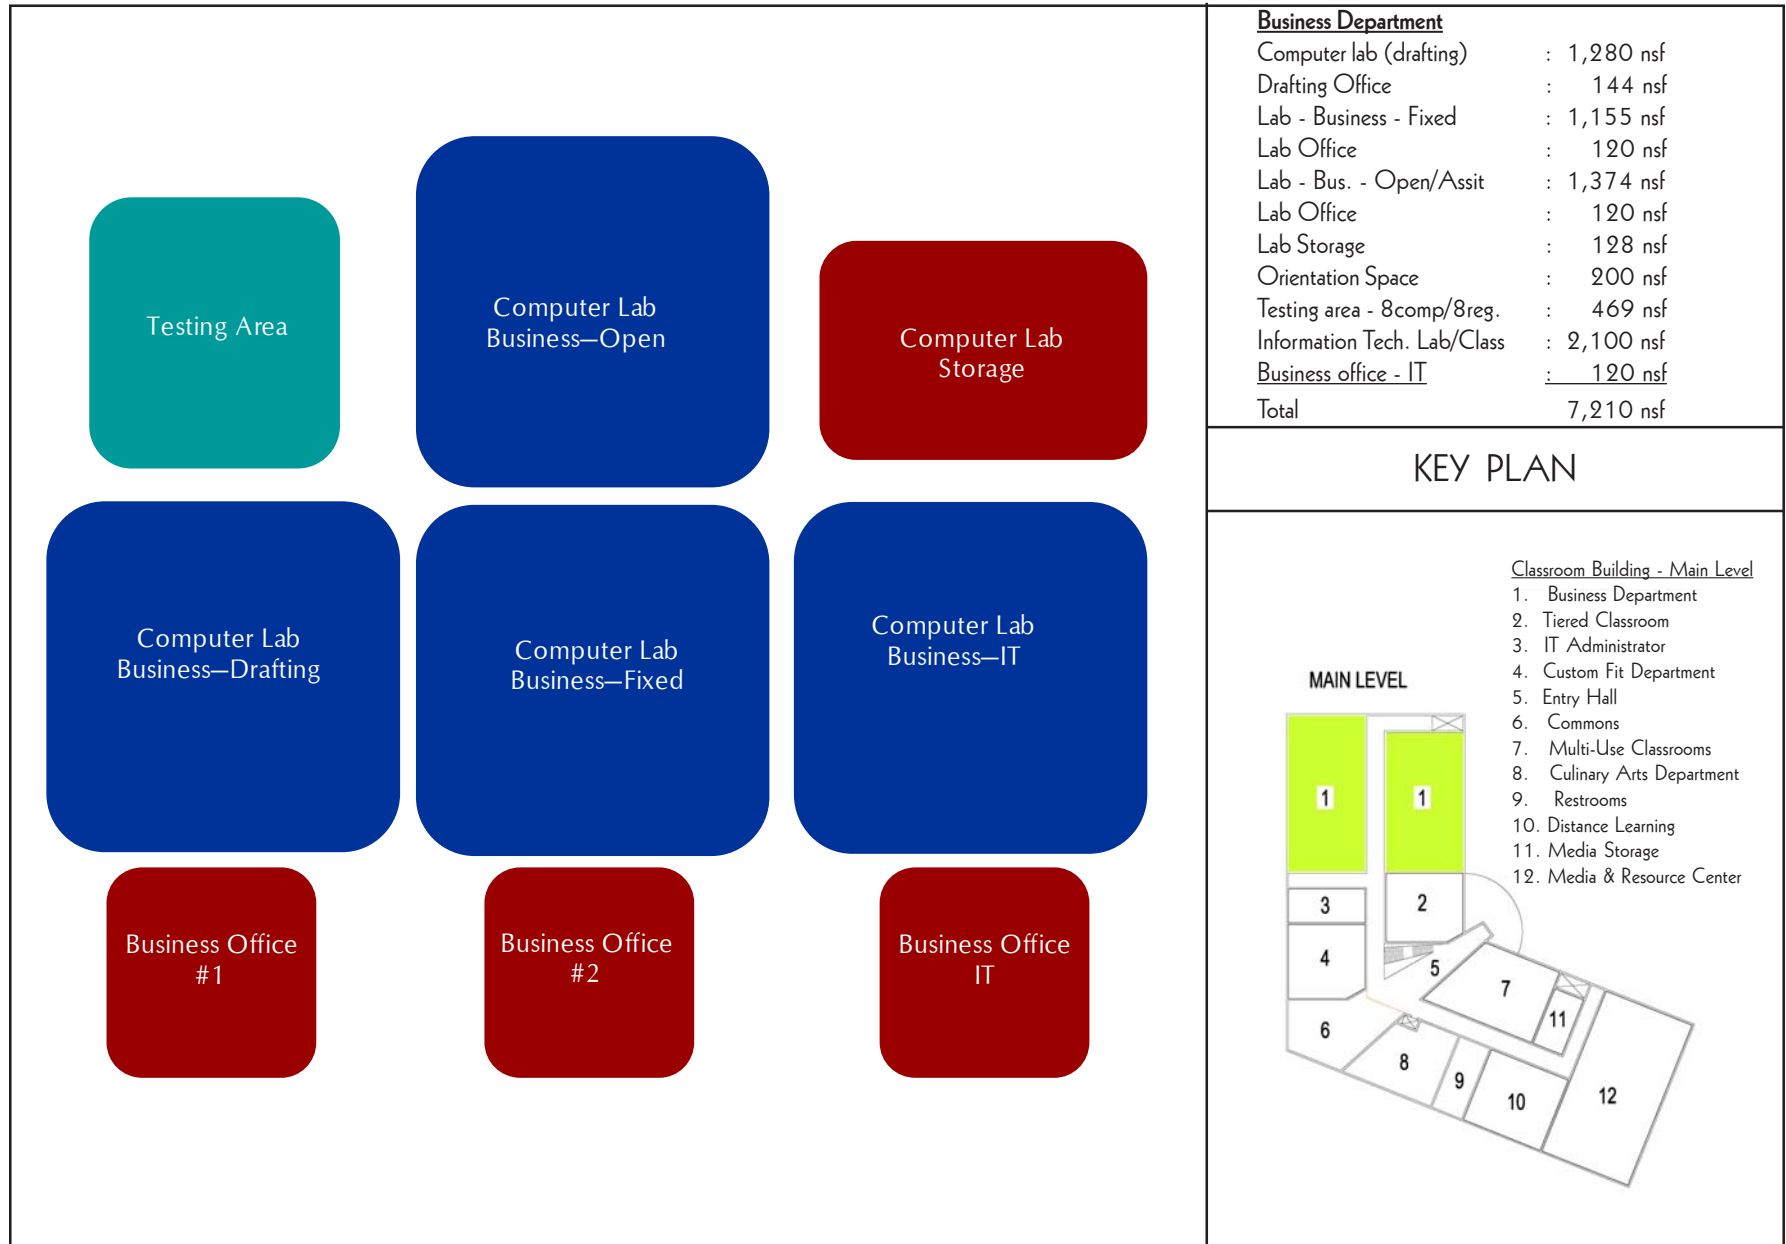 Testing Area
Computer Lab
Business—Open
Computer Lab
Storage
Computer Lab
Business—Drafting
Computer Lab
Business—Fixed
Computer Lab
Business—IT
Business Office
#1
Business Office
#2
Business Office
IT
Business Department
Computer lab (drafting) : 1,280 nsf
Drafting Office : 144 nsf
Lab - Business - Fixed : 1,155 nsf
Lab Office : 120 nsf
Lab - Bus. - Open/Assit : 1,374 nsf
Lab Office : 120 nsf
Lab Storage : 128 nsf
Orientation Space : 200 nsf
Testing area - 8comp/8reg. : 469 nsf
Information Tech. Lab/Class : 2,100 nsf
Business office - IT : 120 nsf
Total 7,210 nsf
KEY PLAN
Classroom Building - Main Level
1. Business Department
2. Tiered Classroom
3. IT Administrator
4. Custom Fit Department
5. Entry Hall
6. Commons
7. Multi-Use Classrooms
8. Culinary Arts Department
9. Restrooms
10. Distance Learning
11. Media Storage
12. Media & Resource Center
MAIN LEVEL
1
1
3
2
4
5
7
11
6
8
9
10
12